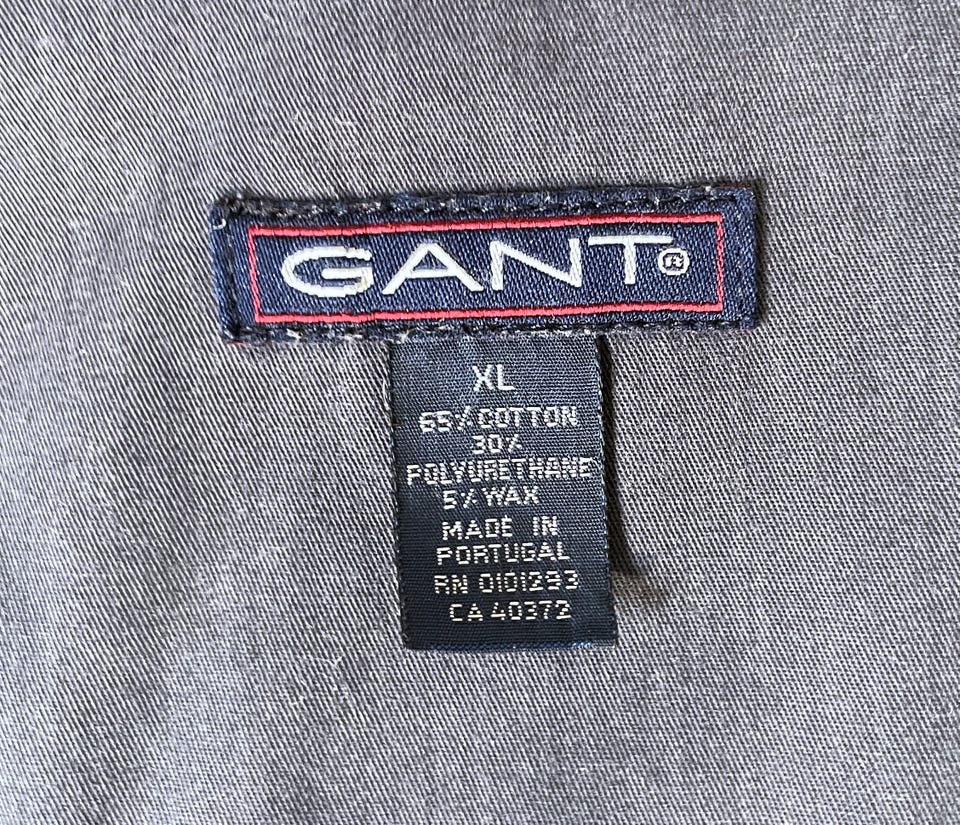 GANT®
XL
65% COTTON
30%
POLYURETHANE
5% WAX
MADE IN
PORTUGAL
RN 0101293
CA 40372